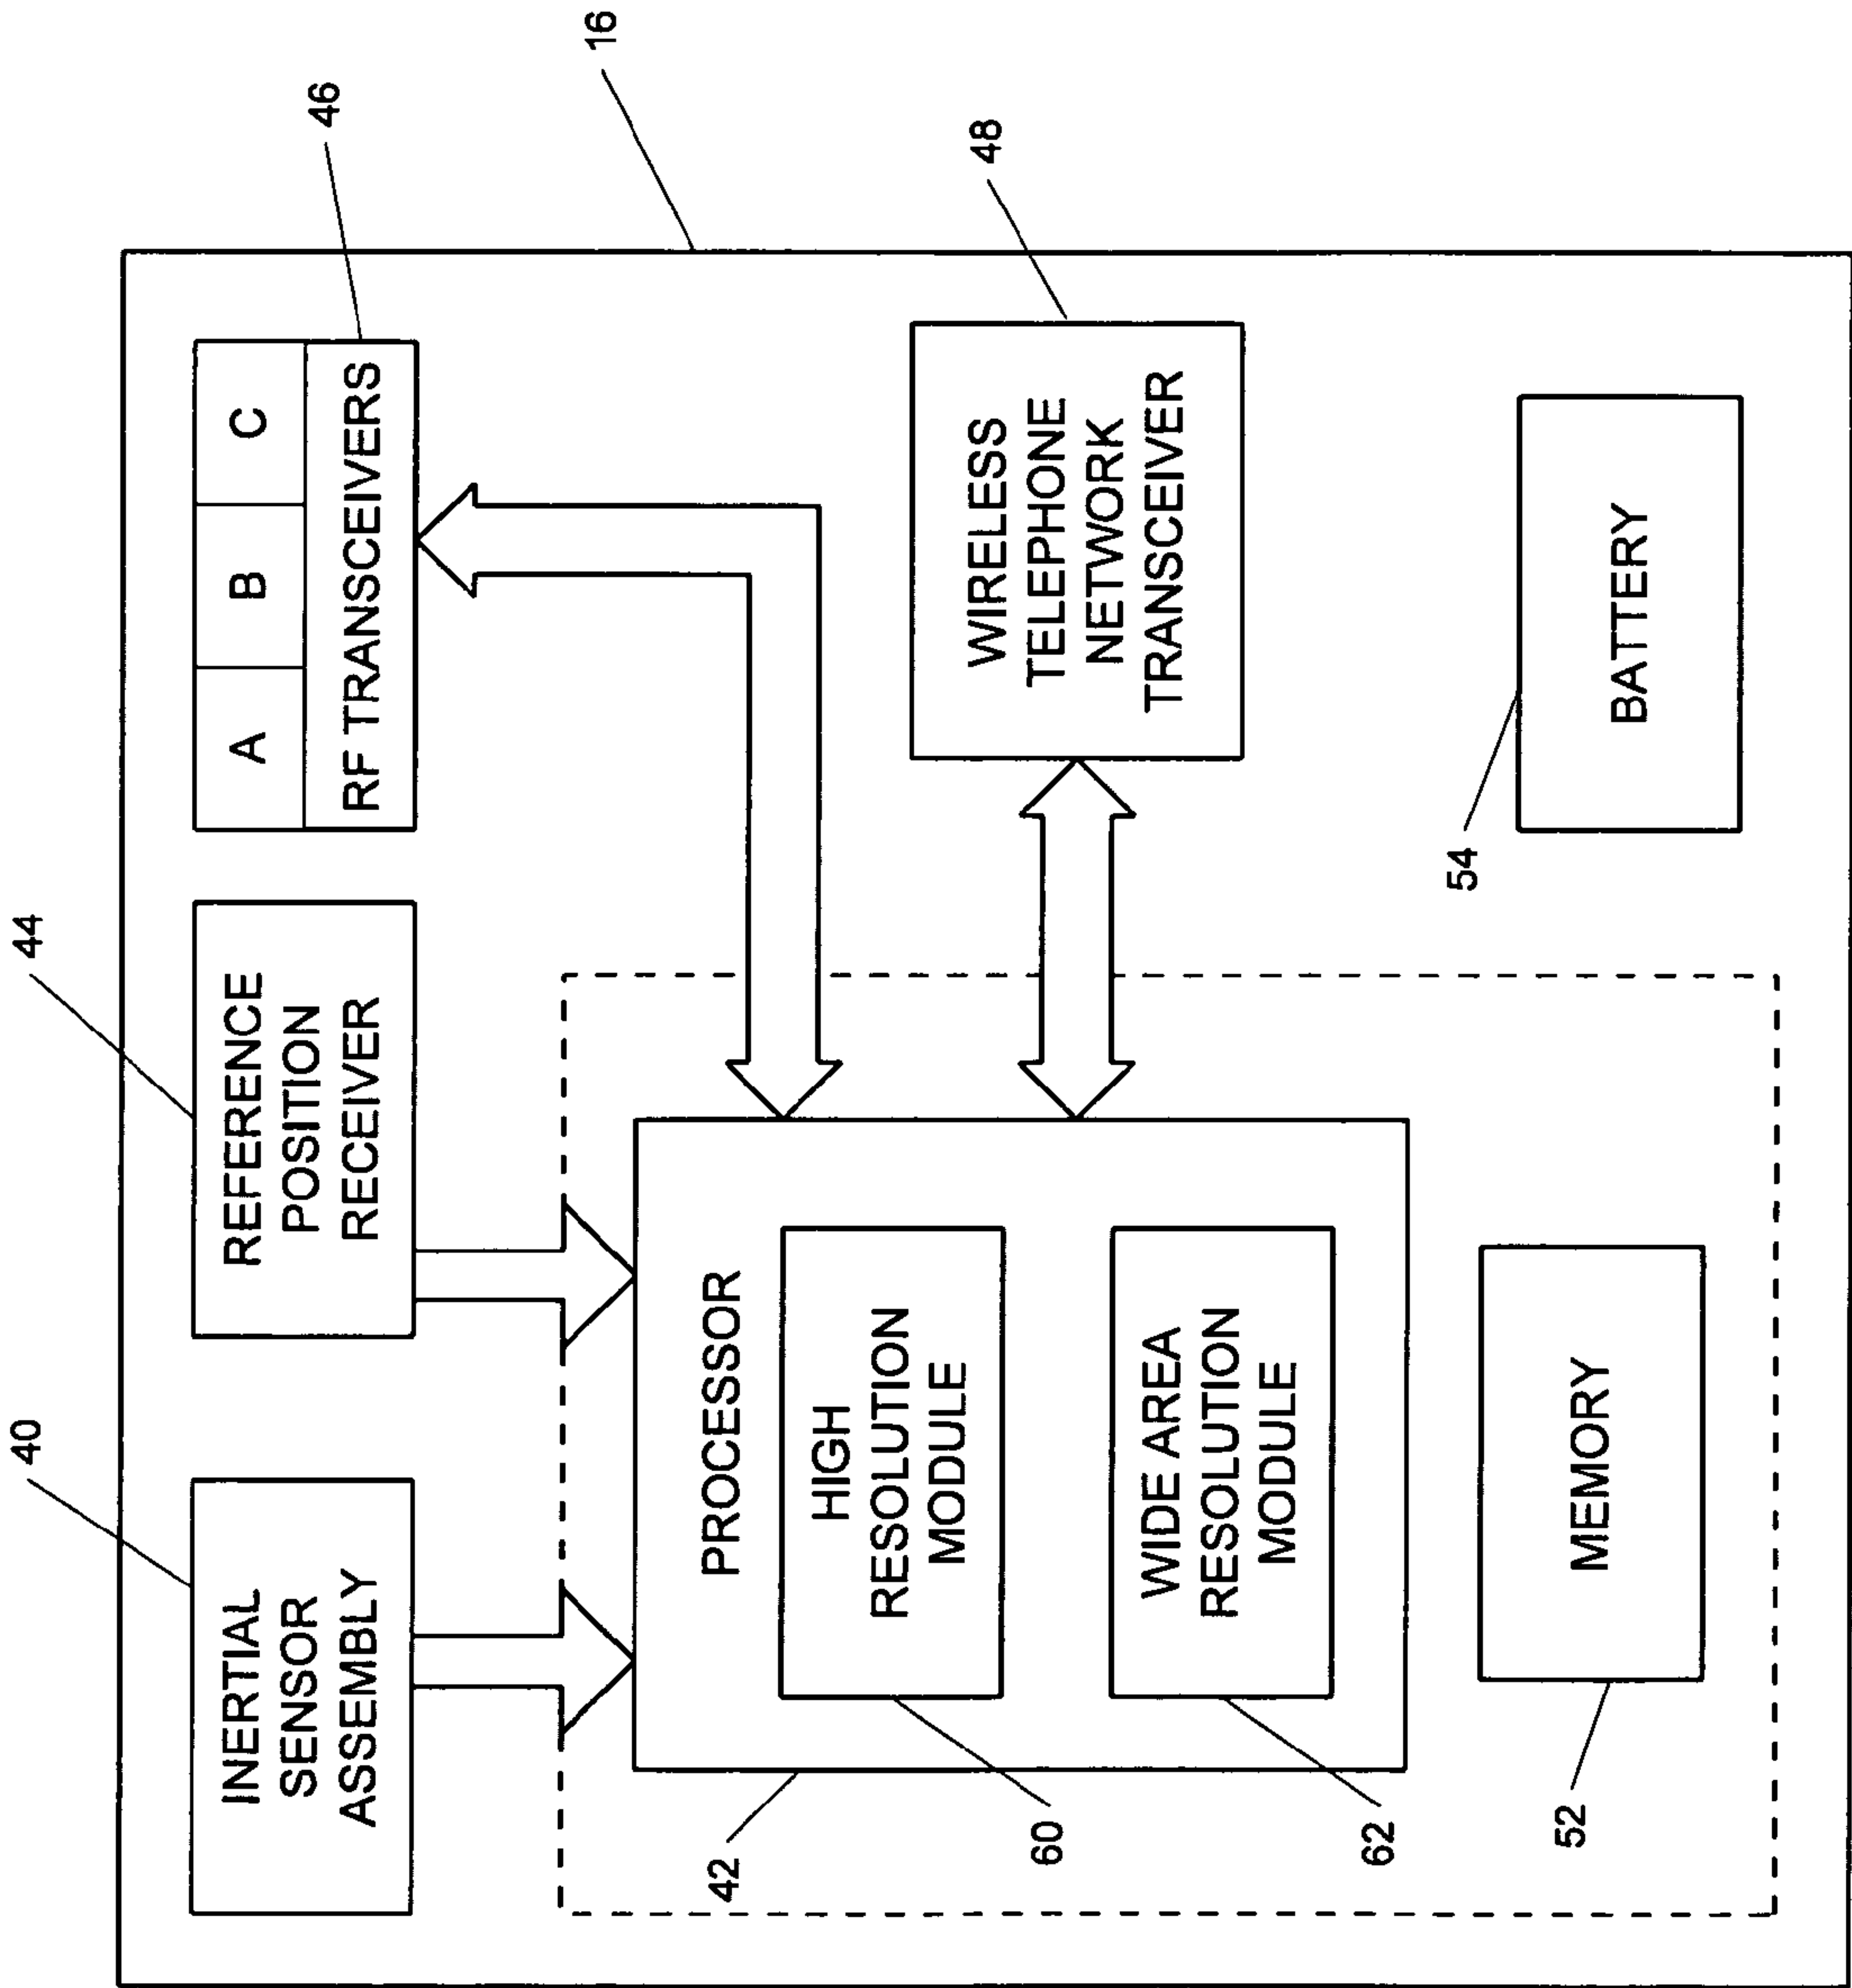 40
44
46
16
INERTIAL
SENSOR
ASSEMBLY
REFERENCE
POSITION
RECEIVER
A B C
RF TRANSCEIVERS
48
42
PROCESSOR
60
HIGH
RESOLUTION
MODULE
62
WIDE AREA
RESOLUTION
MODULE
WIRELESS
TELEPHONE
NETWORK
TRANSCEIVER
52
MEMORY
54
BATTERY